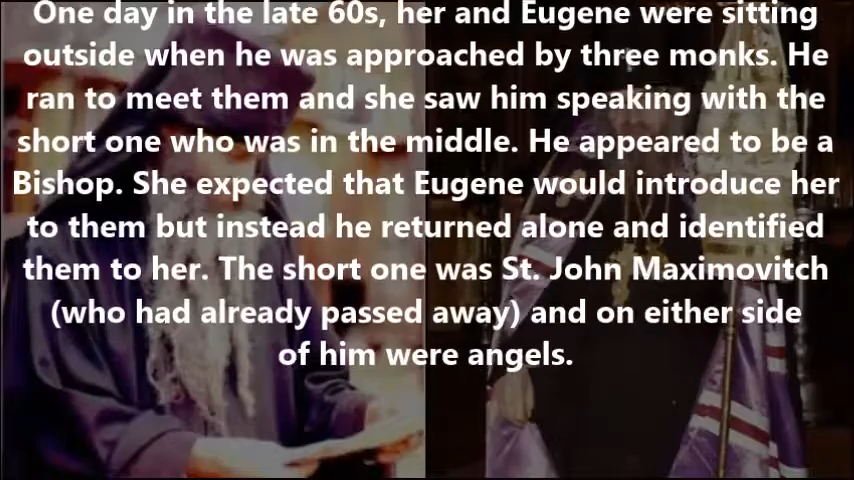 One day in the late 60s, her and Eugene were sitting
outside when he was approached by three monks. He
ran to meet them and she saw him speaking with the
short one who was in the middle. He appeared to be a
Bishop. She expected that Eugene would introduce her
to them but instead he returned alone and identified
them to her. The short one was St. John Maximovitch
(who had already passed away) and on either side
of him were angels.